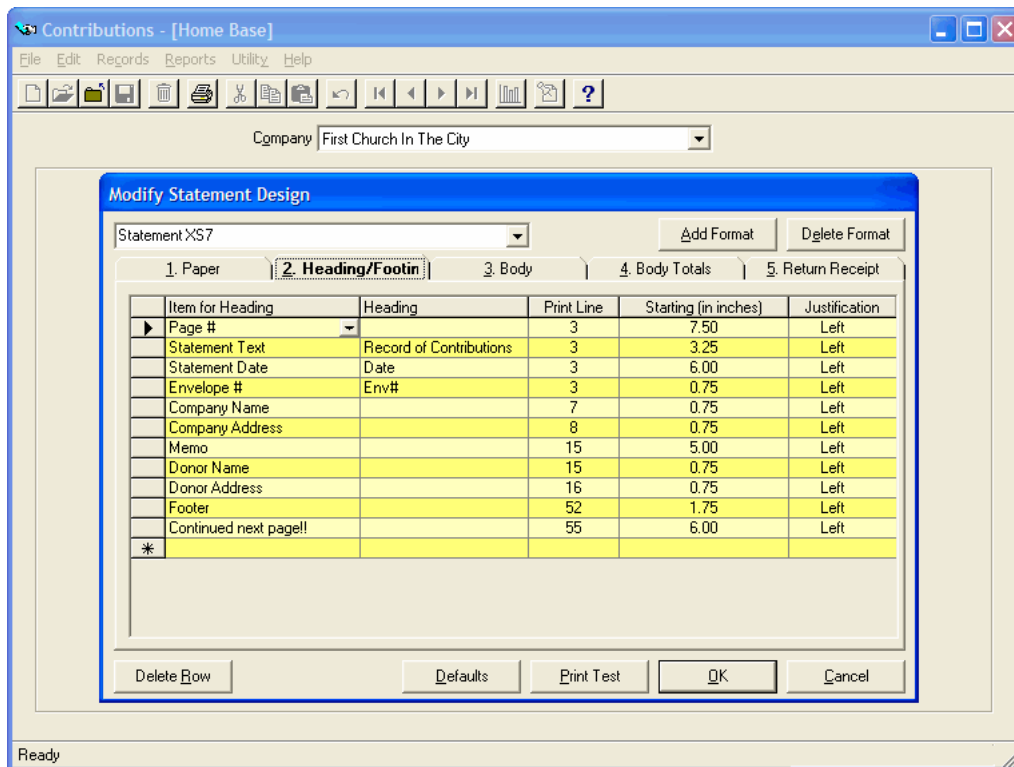 Contributions - [Home Base]
File Edit Records Reports Utility Help
Company First Church In The City
Modify Statement Design
Statement XS7 Add Format Delete Format
1. Paper 2. Heading/Footin 3. Body 4. Body Totals 5. Return Receipt
Item for Heading Heading Print Line Starting (in inches) Justification
Page # 3 7.50 Left
Statement Text Record of Contributions 3 3.25 Left
Statement Date Date 3 6.00 Left
Envelope # Env# 3 0.75 Left
Company Name 7 0.75 Left
Company Address 8 0.75 Left
Memo 15 5.00 Left
Donor Name 15 0.75 Left
Donor Address 16 0.75 Left
Footer 52 1.75 Left
Continued next page!! 55 6.00 Left
Delete Row Defaults Print Test OK Cancel
Ready